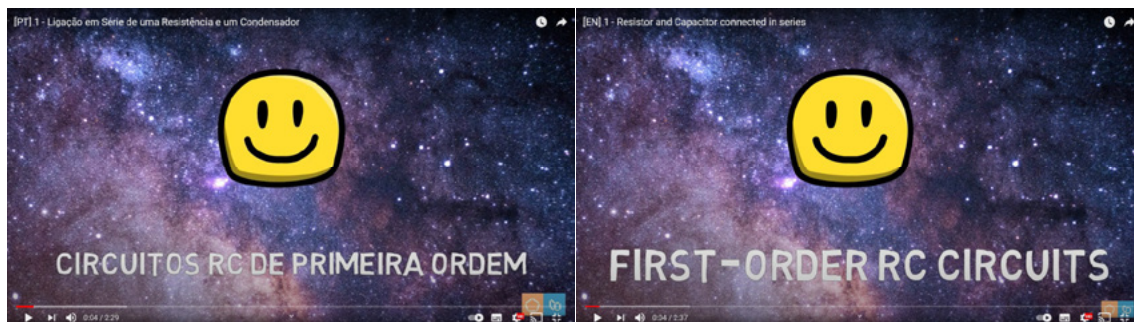 [PT] 1 - Ligação em Série de uma Resistência e um Condensador
CIRCUITOS RC DE PRIMEIRA ORDEM
0:04 / 2:29
[EN] 1 - Resistor and Capacitor connected in series
FIRST-ORDER RC CIRCUITS
0:04 / 2:37